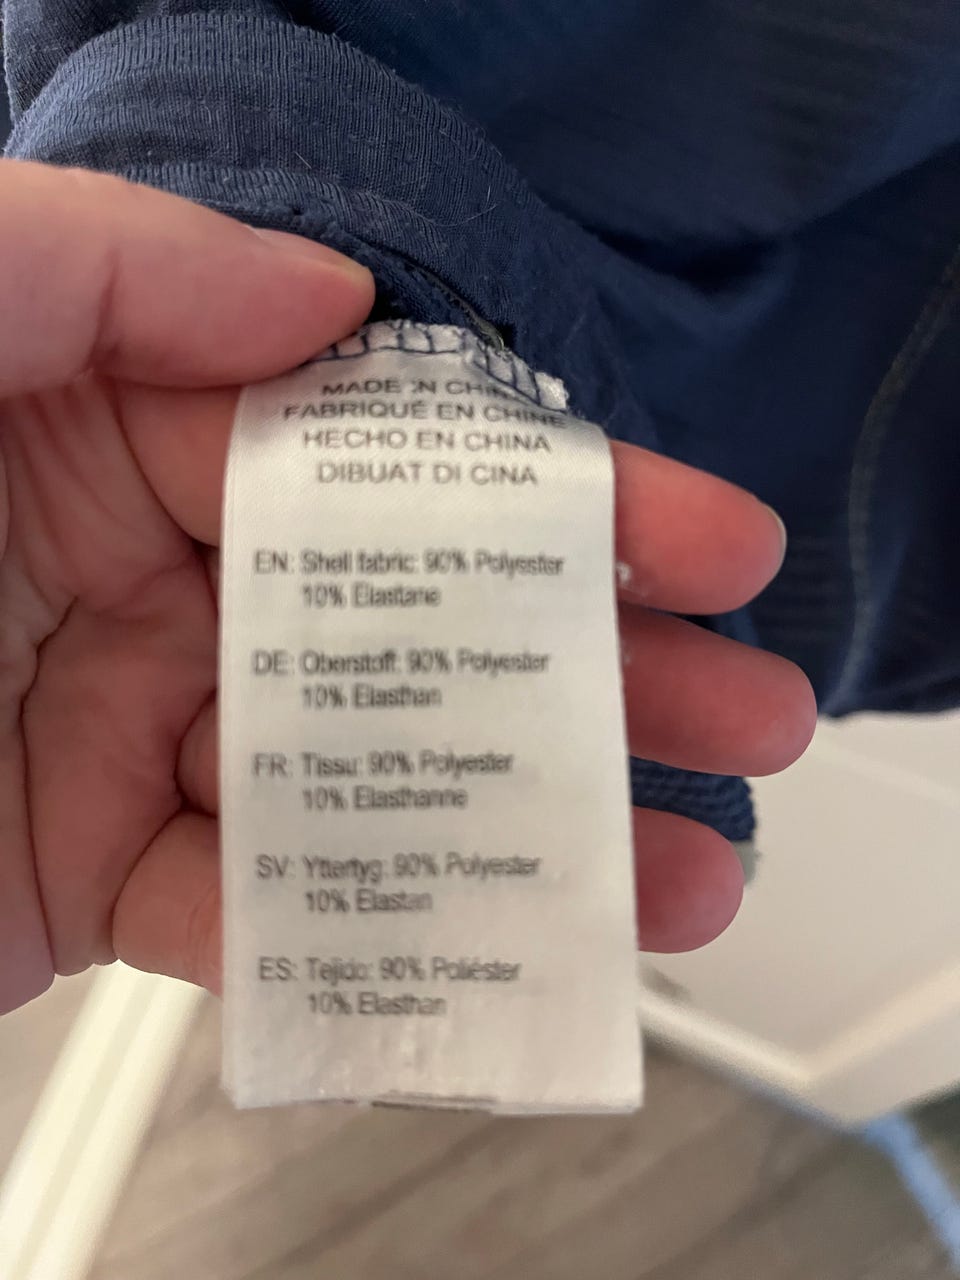 MADE IN CHINA
FABRIQUÉ EN CHINE
HECHO EN CHINA
DIBUAT DI CINA
EN: Shell fabric: 90% Polyester
10% Elastane
DE: Oberstoff: 90% Polyester
10% Elasthan
FR: Tissu: 90% Polyester
10% Elasthanne
SV: Yttertyg: 90% Polyester
10% Elastan
ES: Tejido: 90% Poliéster
10% Elasthan